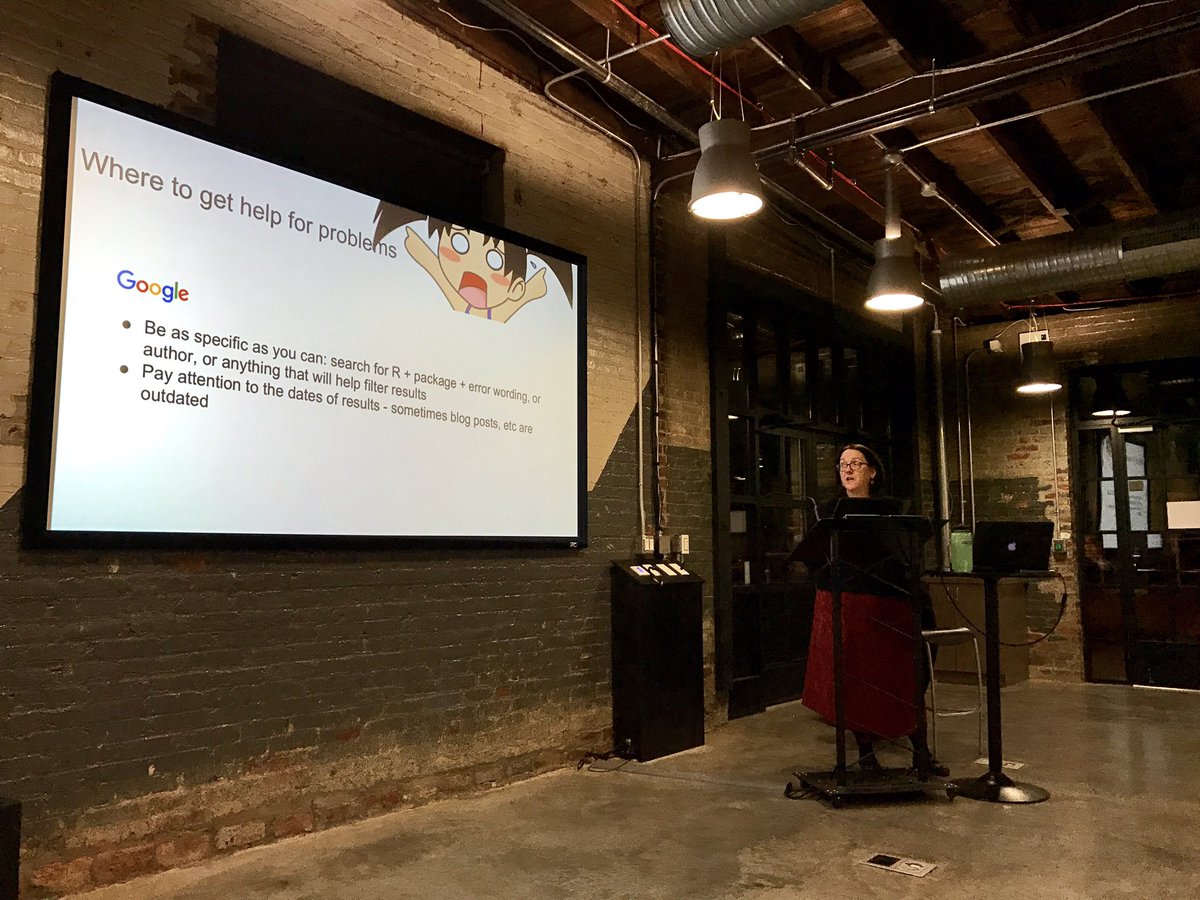 Where to get help for problems
Google
• Be as specific as you can: search for R + package + error wording, or
author, or anything that will help filter results
• Pay attention to the dates of results - sometimes blog posts, etc are
outdated